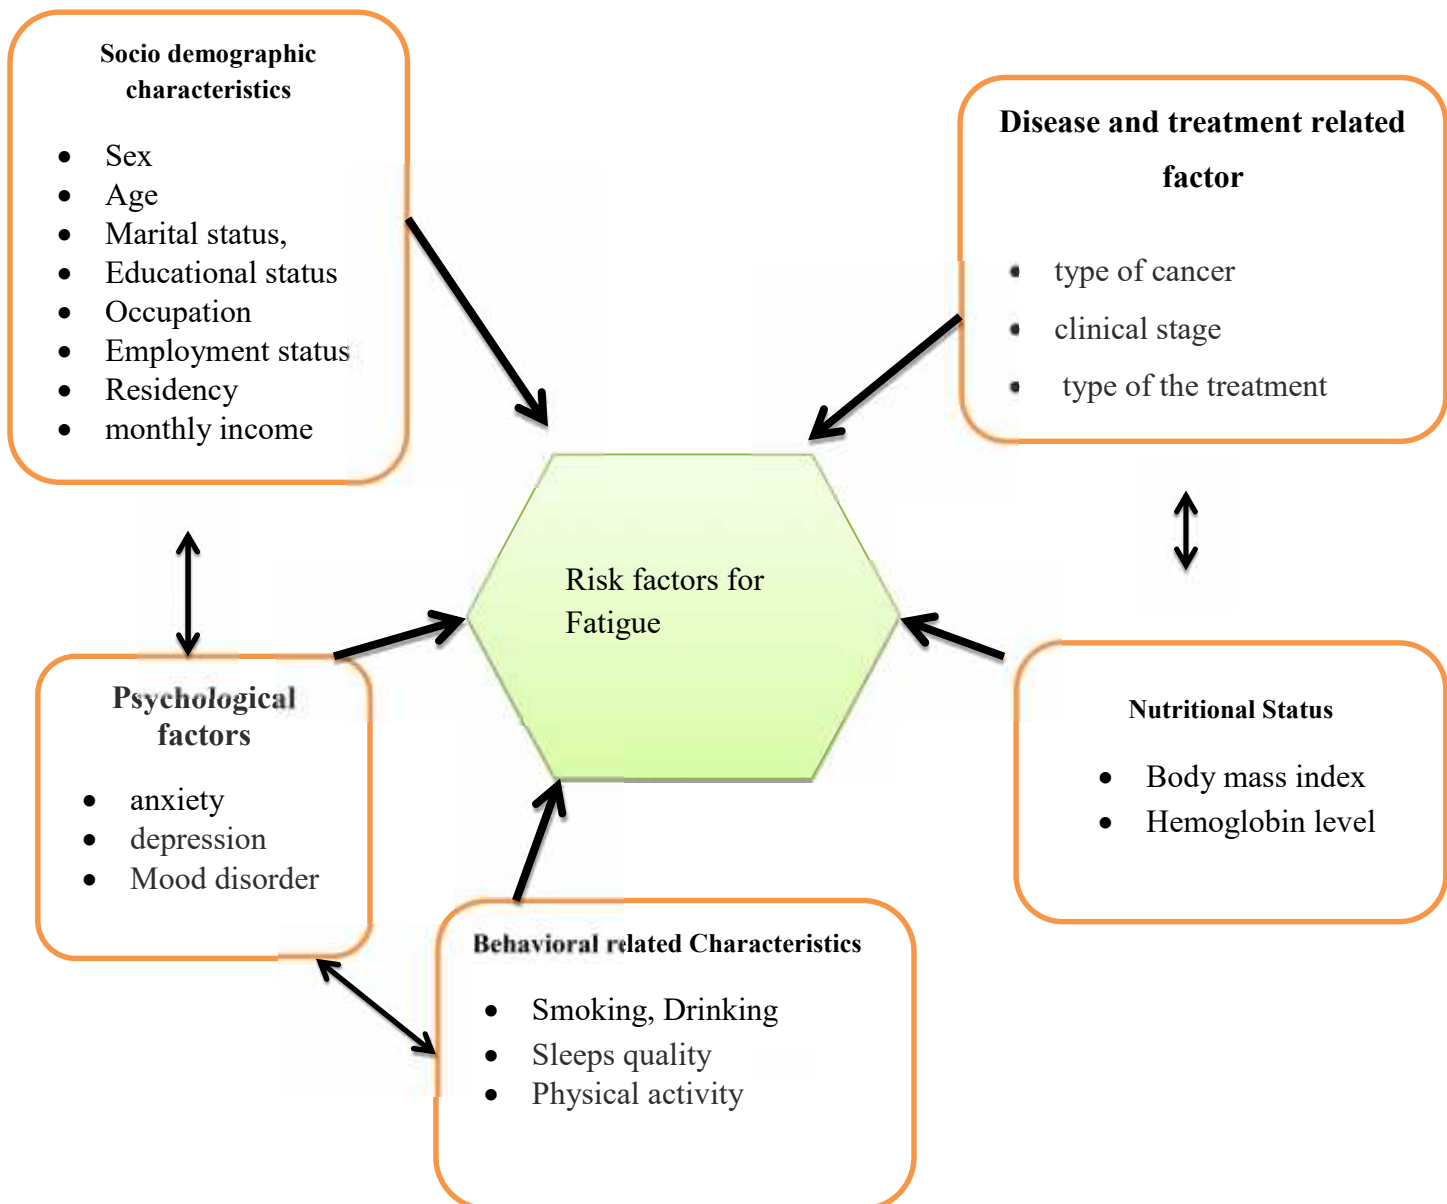 Socio demographic
characteristics
• Sex
• Age
• Marital status,
• Educational status
• Occupation
• Employment status
• Residency
• monthly income
Disease and treatment related
factor
• type of cancer
• clinical stage
• type of the treatment
Risk factors for
Fatigue
Psychological
factors
• anxiety
• depression
• Mood disorder
Nutritional Status
• Body mass index
• Hemoglobin level
Behavioral related Characteristics
• Smoking, Drinking
• Sleeps quality
• Physical activity